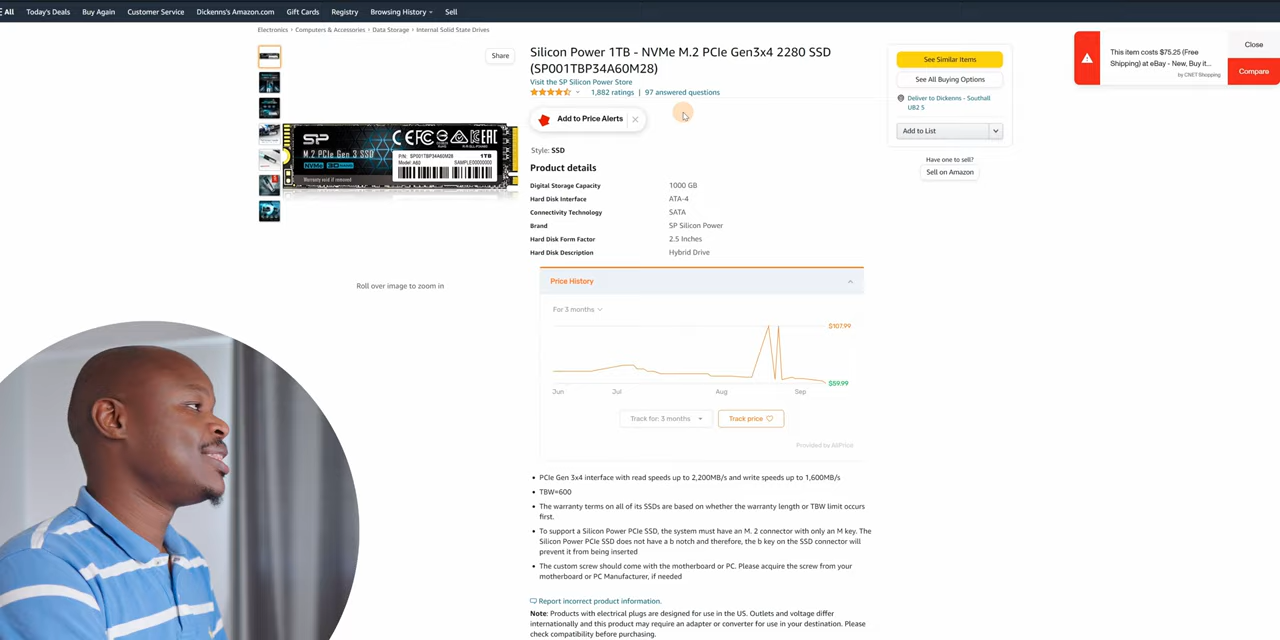 All Today's Deals Buy Again Customer Service Dickenns's Amazon.com Gift Cards Registry Browsing History Sell
Electronics › Computers & Accessories › Data Storage › Internal Solid State Drives
Share
Silicon Power 1TB - NVMe M.2 PCIe Gen3x4 2280 SSD
(SP001TBP34A60M28)
Visit the SP Silicon Power Store
1,882 ratings | 97 answered questions
Add to Price Alerts
Style: SSD
Product details
Digital Storage Capacity 1000 GB
Hard Disk Interface ATA-4
Connectivity Technology SATA
Brand SP Silicon Power
Hard Disk Form Factor 2.5 Inches
Hard Disk Description Hybrid Drive
SP
M.2 PCIe Gen 3 SSD
NVMe
P/N: SP001TBP34A60M28 1TB
Model: A60 SAMPLE00000000
Warranty void if removed
Roll over image to zoom in
Price History
For 3 months
$107.99
$59.99
Jun Jul Aug Sep
Track for: 3 months Track price
Provided by AliPrice
• PCIe Gen 3x4 interface with read speeds up to 2,200MB/s and write speeds up to 1,600MB/s
• TBW=600
• The warranty terms on all of its SSDs are based on whether the warranty length or TBW limit occurs
first.
• To support a Silicon Power PCIe SSD, the system must have an M. 2 connector with only an M key. The
Silicon Power PCIe SSD does not have a b notch and therefore, the b key on the SSD connector will
prevent it from being inserted
• The custom screw should come with the motherboard or PC. Please acquire the screw from your
motherboard or PC Manufacturer, if needed
Report incorrect product information.
Note: Products with electrical plugs are designed for use in the US. Outlets and voltage differ
internationally and this product may require an adapter or converter for use in your destination. Please
check compatibility before purchasing.
See Similar Items
See All Buying Options
Deliver to Dickenns - Southall
UB2 5
Add to List
Have one to sell?
Sell on Amazon
This item costs $75.25 (Free
Shipping) at eBay - New, Buy it...
by CNET Shopping
Close
Compare